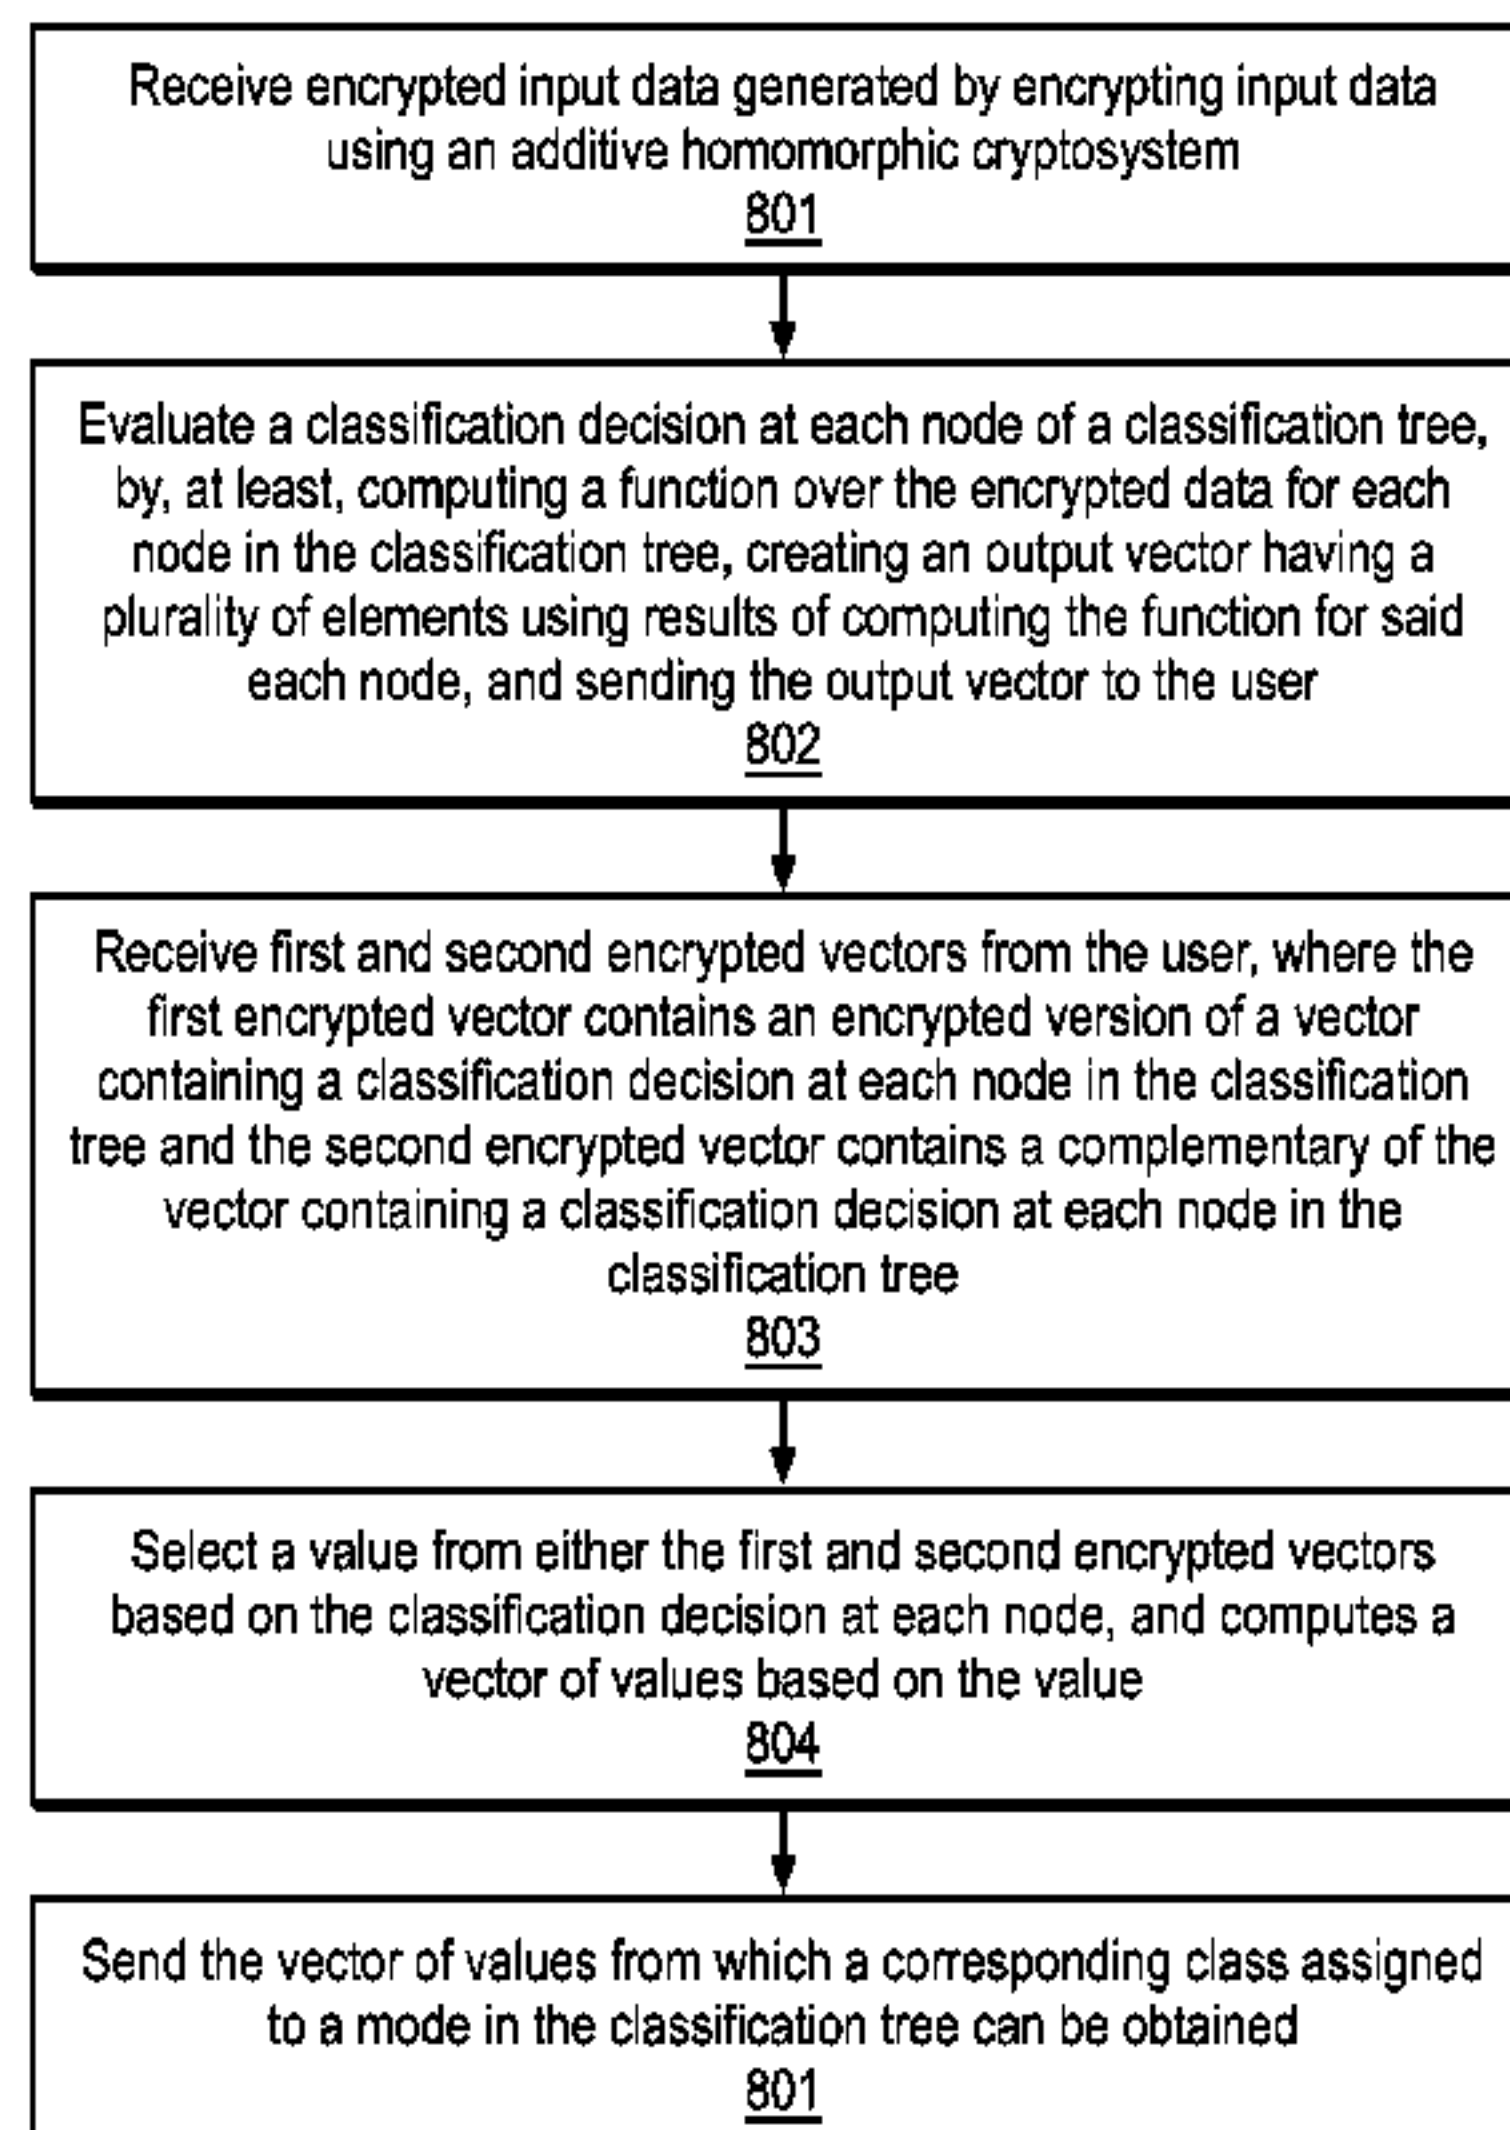 Receive encrypted input data generated by encrypting input data
using an additive homomorphic cryptosystem
801
Evaluate a classification decision at each node of a classification tree,
by, at least, computing a function over the encrypted data for each
node in the classification tree, creating an output vector having a
plurality of elements using results of computing the function for said
each node, and sending the output vector to the user
802
Receive first and second encrypted vectors from the user, where the
first encrypted vector contains an encrypted version of a vector
containing a classification decision at each node in the classification
tree and the second encrypted vector contains a complementary of the
vector containing a classification decision at each node in the
classification tree
803
Select a value from either the first and second encrypted vectors
based on the classification decision at each node, and computes a
vector of values based on the value
804
Send the vector of values from which a corresponding class assigned
to a mode in the classification tree can be obtained
801